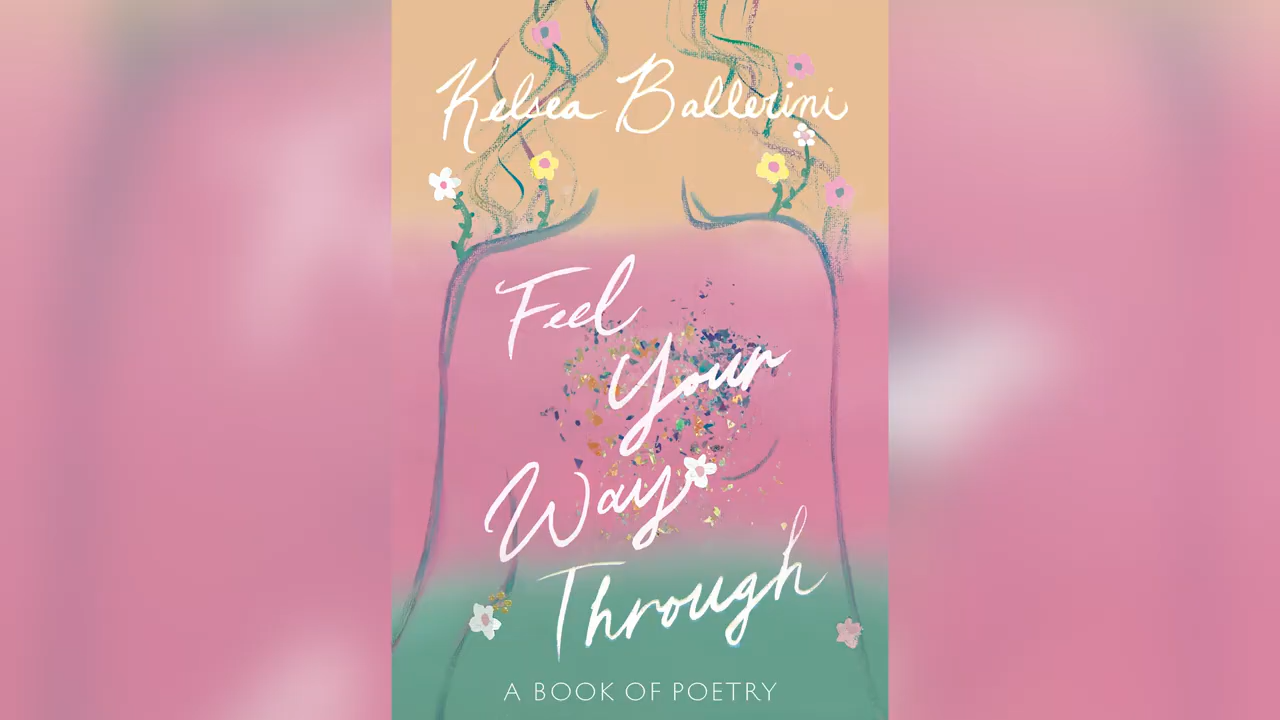 Kelsea Ballerini
Feel
Your
Way
Through
A BOOK OF POETRY